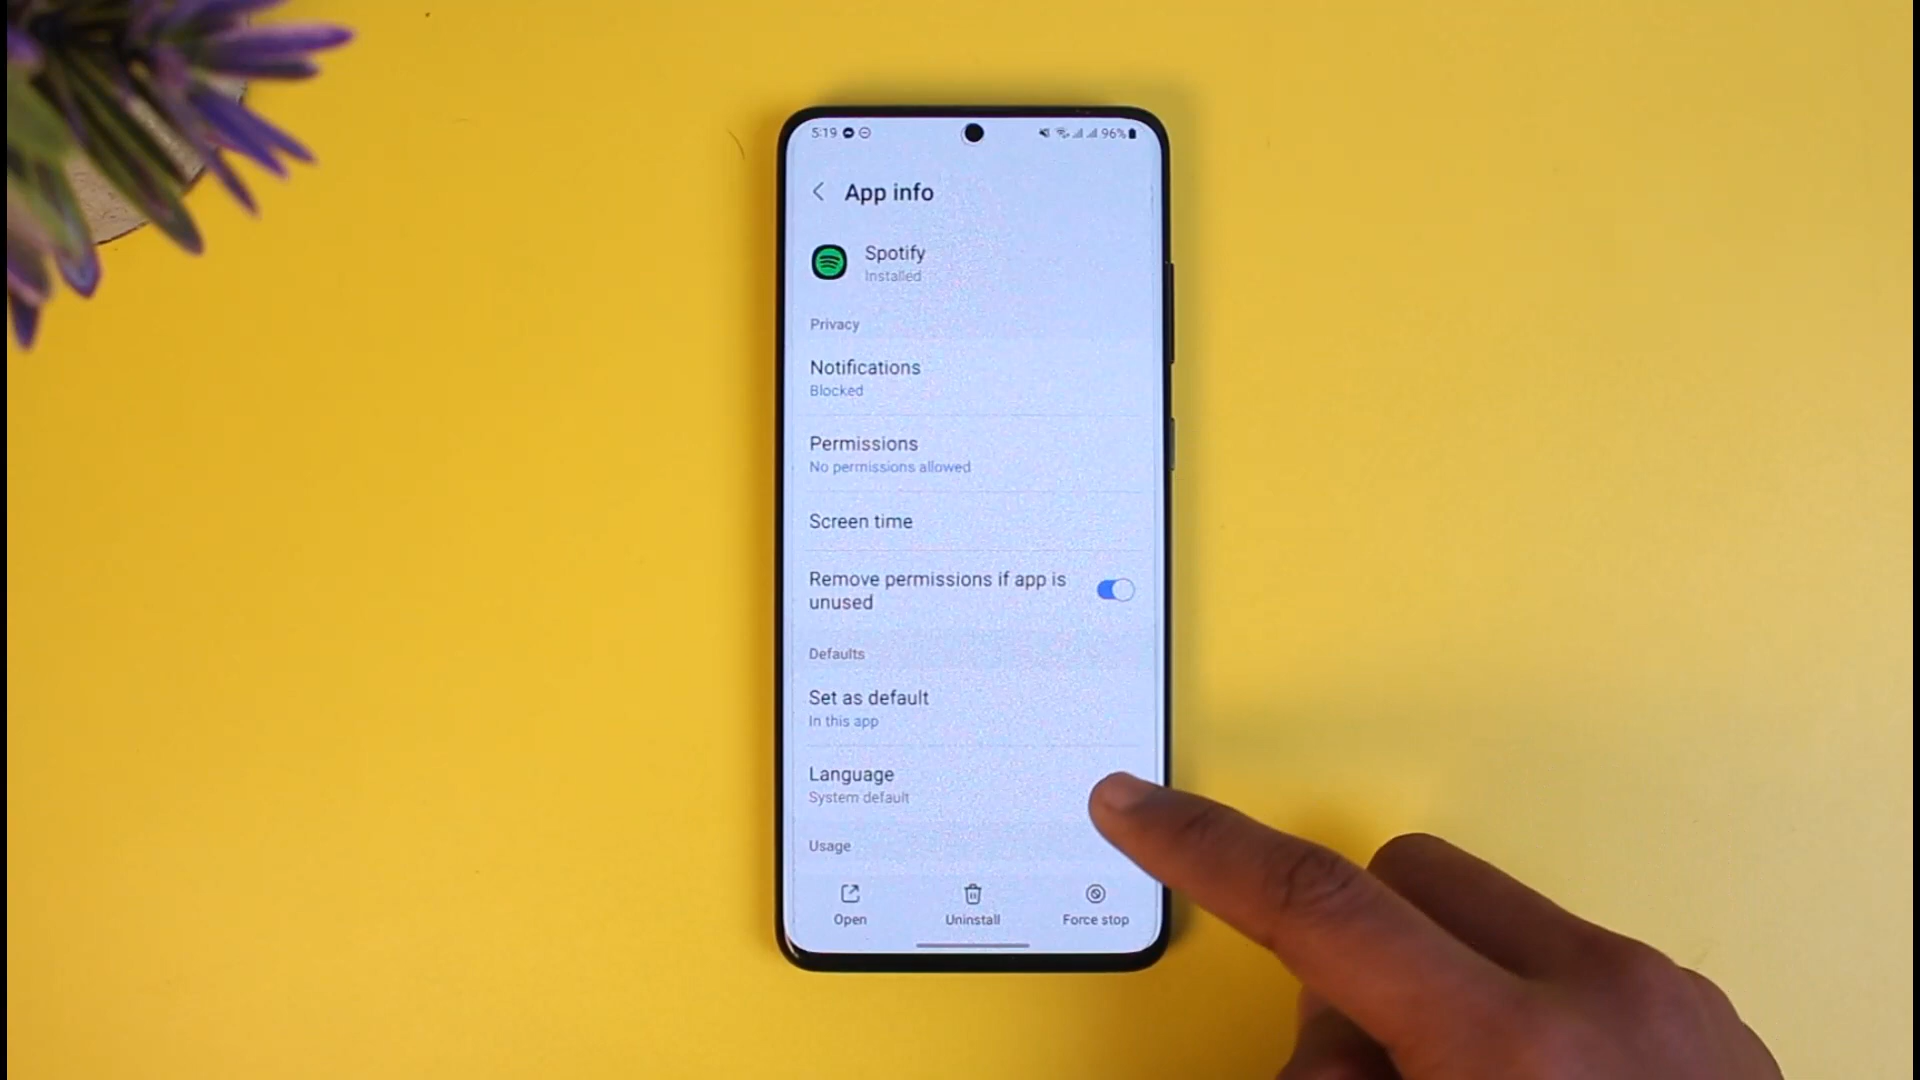 5:19 96%
App info
Spotify
Installed
Privacy
Notifications
Blocked
Permissions
No permissions allowed
Screen time
Remove permissions if app is
unused
Defaults
Set as default
In this app
Language
System default
Usage
Open Uninstall Force stop